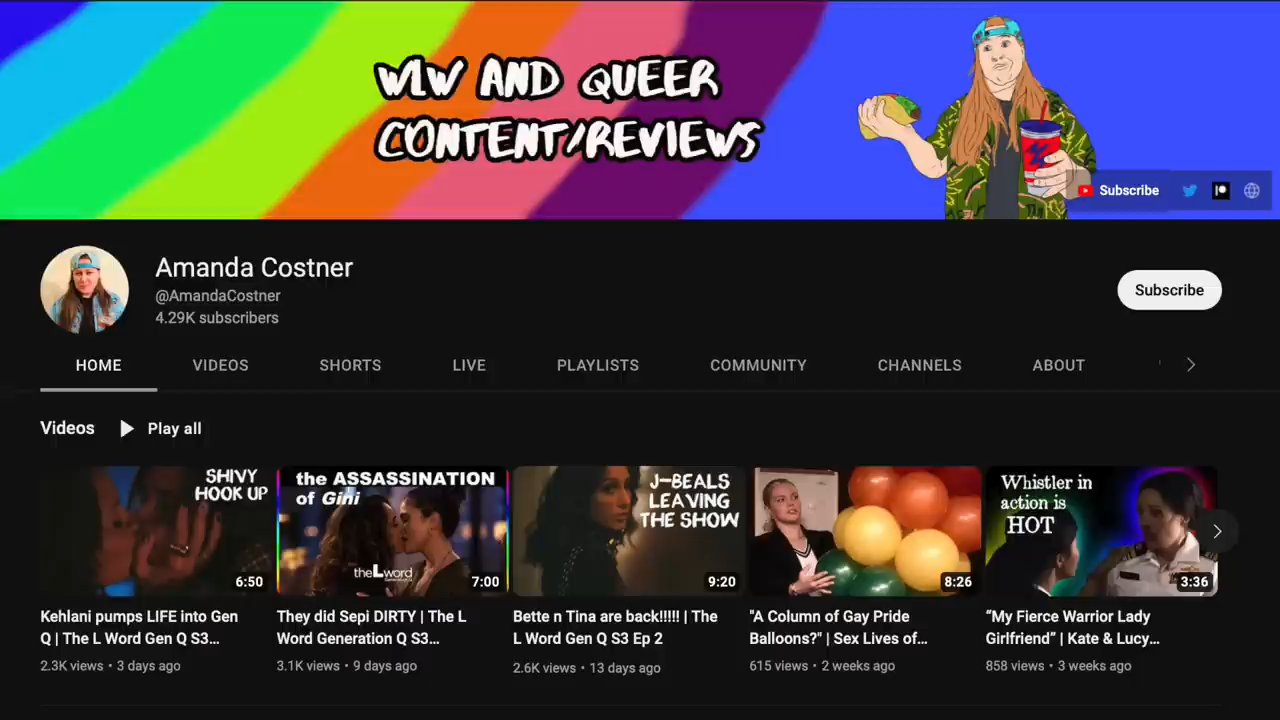 WLW AND QUEER
CONTENT/REVIEWS
Subscribe
Amanda Costner
@AmandaCostner
4.29K subscribers
Subscribe
HOME VIDEOS SHORTS LIVE PLAYLISTS COMMUNITY CHANNELS ABOUT
Videos Play all
SHIVY
HOOK UP
6:50
the ASSASSINATION
of Gini
the L word
7:00
J-BEALS
LEAVING
THE SHOW
9:20
8:26
Whistler in
action is
HOT
3:36
Kehlani pumps LIFE into Gen
Q | The L Word Gen Q S3...
2.3K views • 3 days ago
They did Sepi DIRTY | The L
Word Generation Q S3...
3.1K views • 9 days ago
Bette n Tina are back!!!!! | The
L Word Gen Q S3 Ep 2
2.6K views • 13 days ago
"A Column of Gay Pride
Balloons?" | Sex Lives of...
615 views • 2 weeks ago
“My Fierce Warrior Lady
Girlfriend” | Kate & Lucy...
858 views • 3 weeks ago